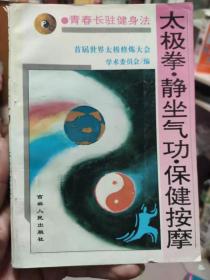 青春长驻健身法
首届世界太极修炼大会
学术委员会/编
太极拳·静坐气功·保健按摩
吉林人民出版社